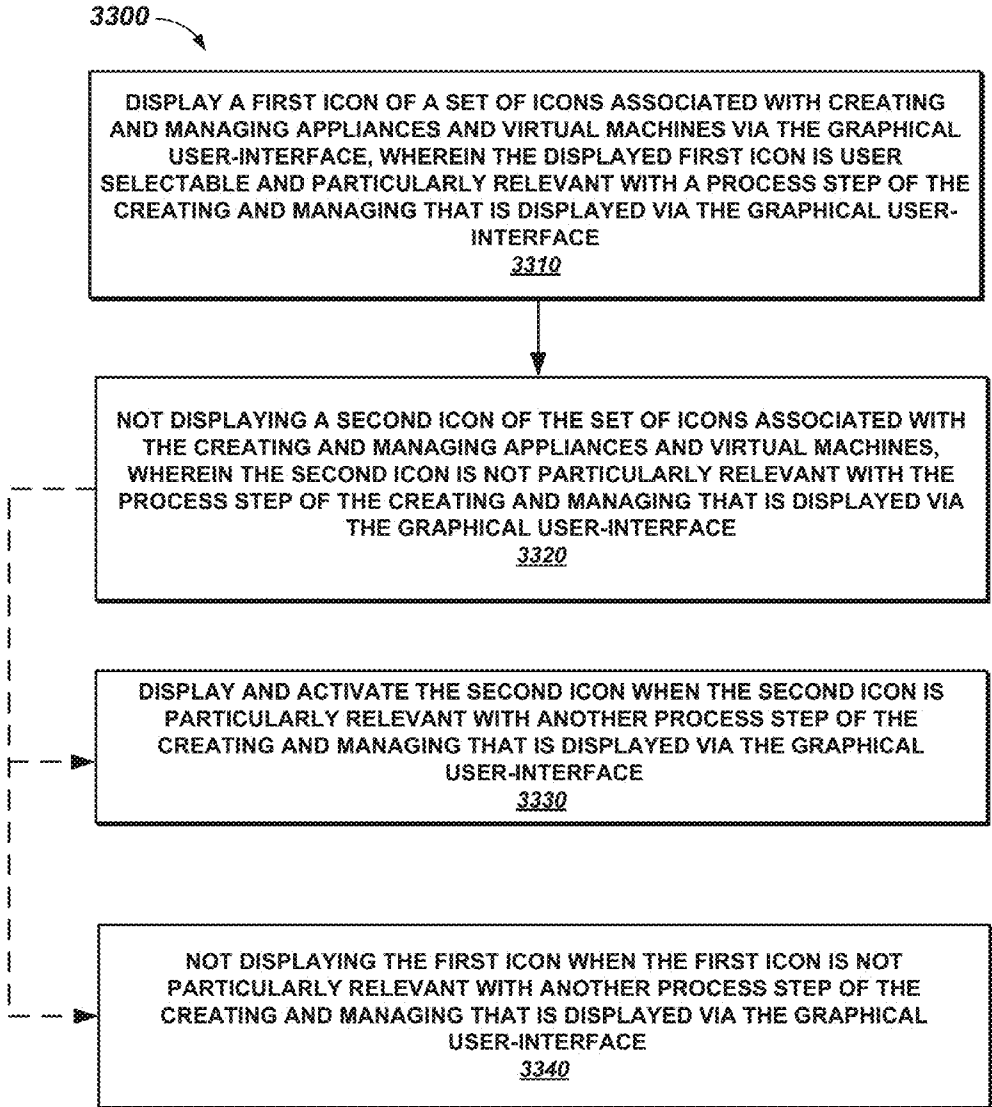 3300
DISPLAY A FIRST ICON OF A SET OF ICONS ASSOCIATED WITH CREATING
AND MANAGING APPLIANCES AND VIRTUAL MACHINES VIA THE GRAPHICAL
USER-INTERFACE, WHEREIN THE DISPLAYED FIRST ICON IS USER
SELECTABLE AND PARTICULARLY RELEVANT WITH A PROCESS STEP OF THE
CREATING AND MANAGING THAT IS DISPLAYED VIA THE GRAPHICAL USER-
INTERFACE
3310
NOT DISPLAYING A SECOND ICON OF THE SET OF ICONS ASSOCIATED WITH
THE CREATING AND MANAGING APPLIANCES AND VIRTUAL MACHINES,
WHEREIN THE SECOND ICON IS NOT PARTICULARLY RELEVANT WITH THE
PROCESS STEP OF THE CREATING AND MANAGING THAT IS DISPLAYED VIA
THE GRAPHICAL USER-INTERFACE
3320
DISPLAY AND ACTIVATE THE SECOND ICON WHEN THE SECOND ICON IS
PARTICULARLY RELEVANT WITH ANOTHER PROCESS STEP OF THE
CREATING AND MANAGING THAT IS DISPLAYED VIA THE GRAPHICAL
USER-INTERFACE
3330
NOT DISPLAYING THE FIRST ICON WHEN THE FIRST ICON IS NOT
PARTICULARLY RELEVANT WITH ANOTHER PROCESS STEP OF THE
CREATING AND MANAGING THAT IS DISPLAYED VIA THE GRAPHICAL
USER-INTERFACE
3340